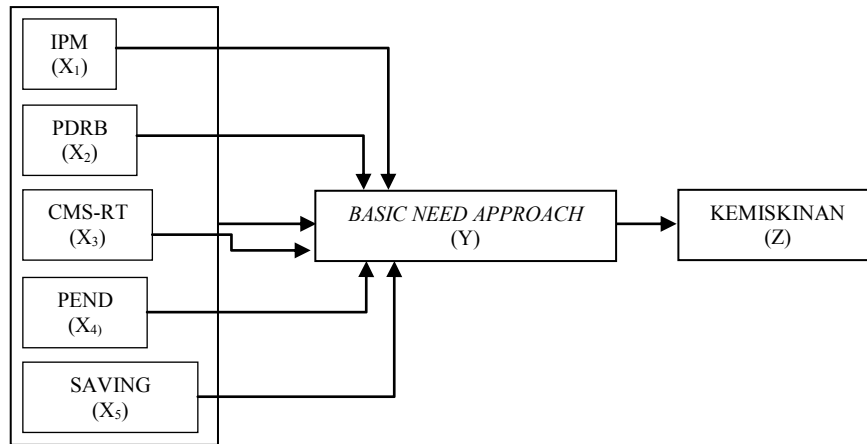 IPM
(X₁)
PDRB
(X₂)
CMS-RT
(X₃)
PEND
(X₄)
SAVING
(X₅)
BASIC NEED APPROACH
(Y)
KEMISKINAN
(Z)